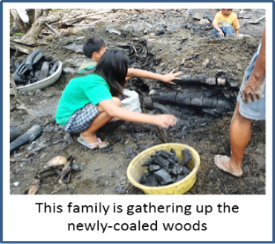 This family is gathering up the
newly-coaled woods